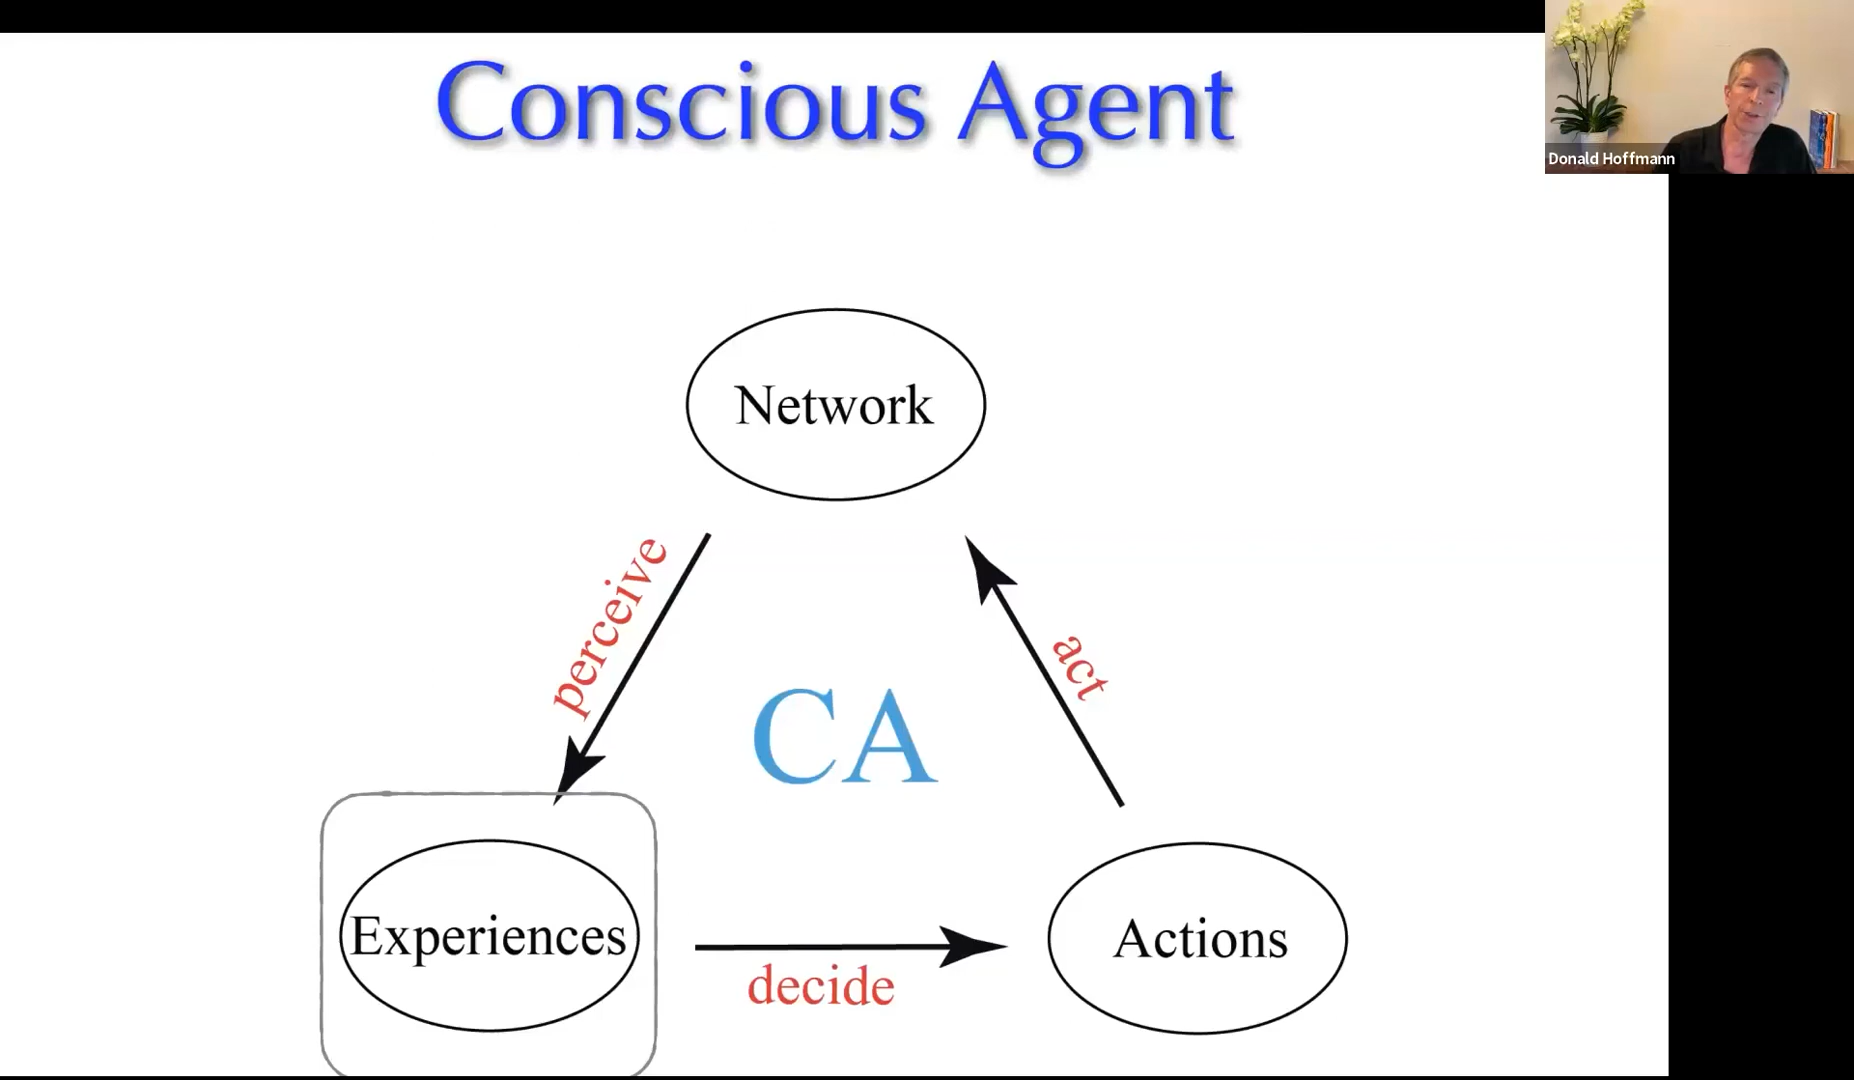 Conscious Agent
Donald Hoffmann
Network
perceive
act
CA
Experiences
decide
Actions